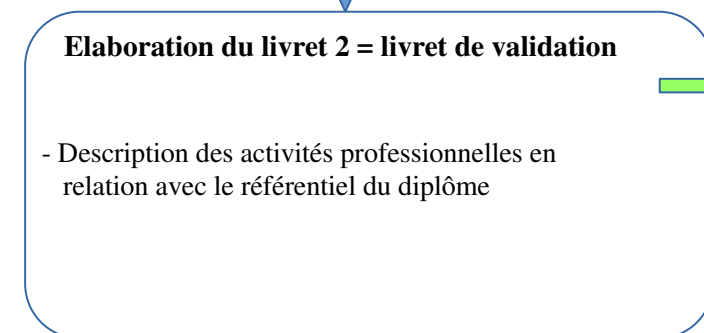 Elaboration du livret 2 = livret de validation
- Description des activités professionnelles en
relation avec le référentiel du diplôme